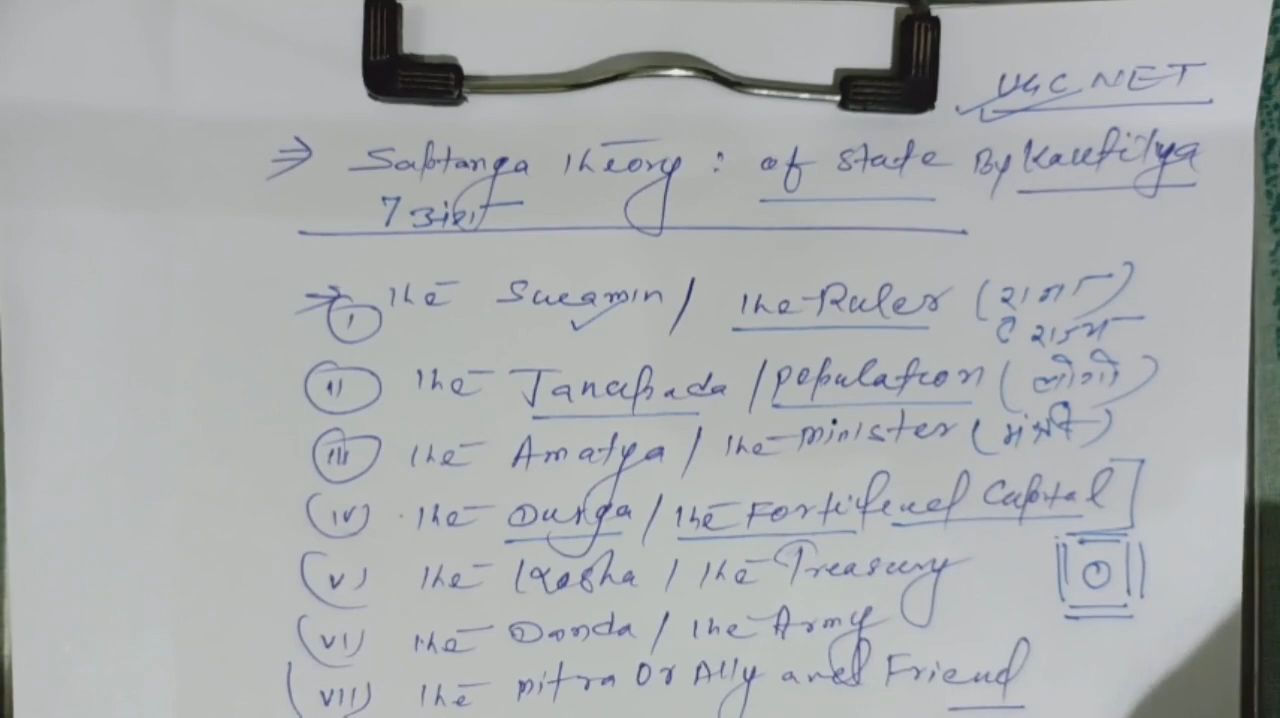 UGC NET
⇒ Saptanga Theory : of State By Kautilya
7 अंग
→ (I) The Swamin / The Ruler (राजा
राजा
(II) The Janapada / population (लोगो)
(III) The Amatya / The Minister (मंत्री)
(IV) The Durga / The Fortified Capital ]
(V) The Kosha / The Treasury
(VI) The Danda / The Army
(VII) The Mitra Or Ally and Friend